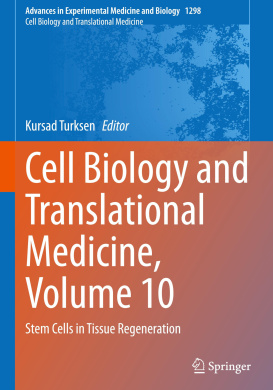 Advances in Experimental Medicine and Biology 1298
Cell Biology and Translational Medicine
Kursad Turksen Editor
Cell Biology and
Translational
Medicine,
Volume 10
Stem Cells in Tissue Regeneration
Springer